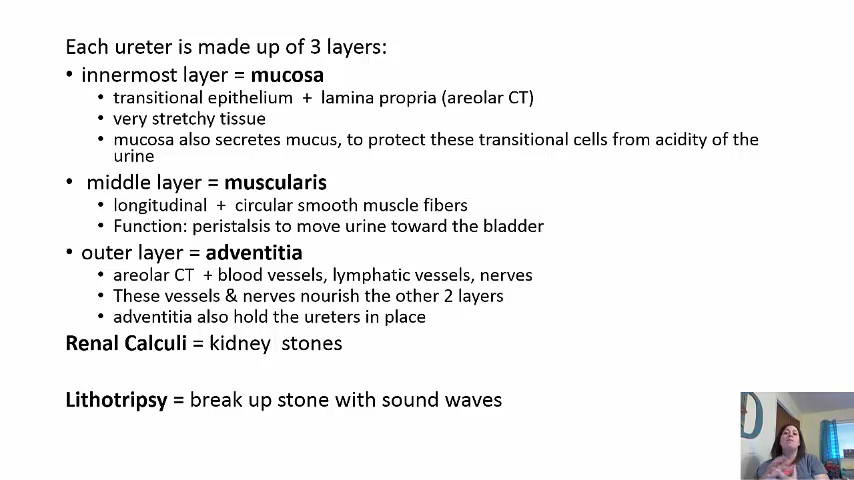 Each ureter is made up of 3 layers:
• innermost layer = mucosa
• transitional epithelium + lamina propria (areolar CT)
• very stretchy tissue
• mucosa also secretes mucus, to protect these transitional cells from acidity of the
urine
• middle layer = muscularis
• longitudinal + circular smooth muscle fibers
• Function: peristalsis to move urine toward the bladder
• outer layer = adventitia
• areolar CT + blood vessels, lymphatic vessels, nerves
• These vessels & nerves nourish the other 2 layers
• adventitia also hold the ureters in place
Renal Calculi = kidney stones
Lithotripsy = break up stone with sound waves
D